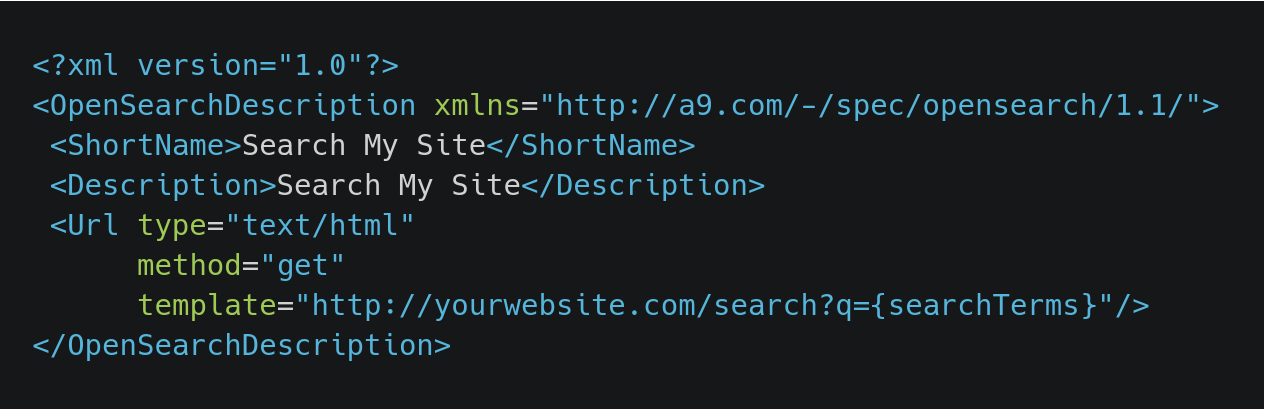 <?xml version="1.0"?>
<OpenSearchDescription xmlns="http://a9.com/-/spec/opensearch/1.1/">
 <ShortName>Search My Site</ShortName>
 <Description>Search My Site</Description>
 <Url type="text/html"
      method="get"
      template="http://yourwebsite.com/search?q={searchTerms}"/>
</OpenSearchDescription>